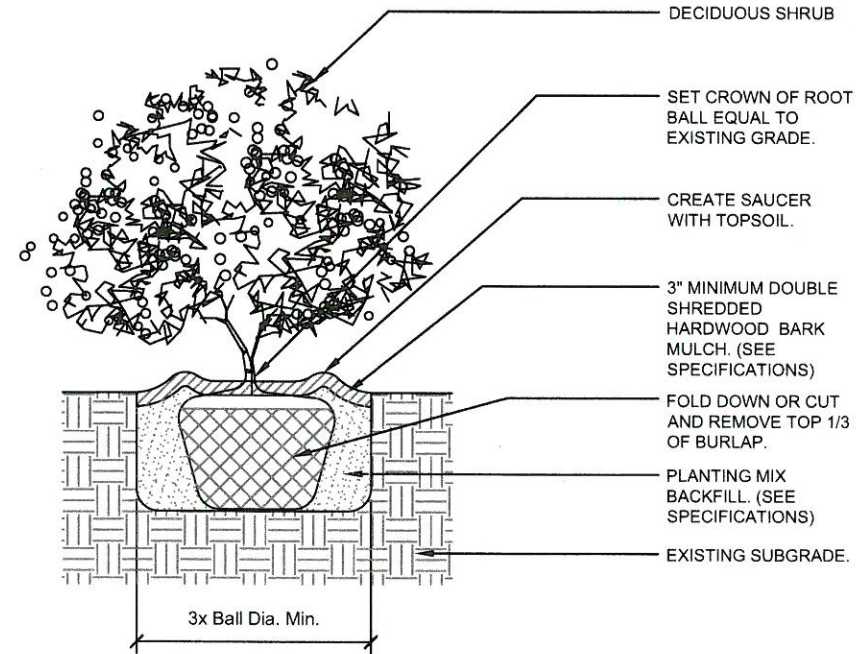 DECIDUOUS SHRUB
SET CROWN OF ROOT
BALL EQUAL TO
EXISTING GRADE.
CREATE SAUCER
WITH TOPSOIL.
3" MINIMUM DOUBLE
SHREDDED
HARDWOOD BARK
MULCH. (SEE
SPECIFICATIONS)
FOLD DOWN OR CUT
AND REMOVE TOP 1/3
OF BURLAP.
PLANTING MIX
BACKFILL. (SEE
SPECIFICATIONS)
EXISTING SUBGRADE.
3x Ball Dia. Min.